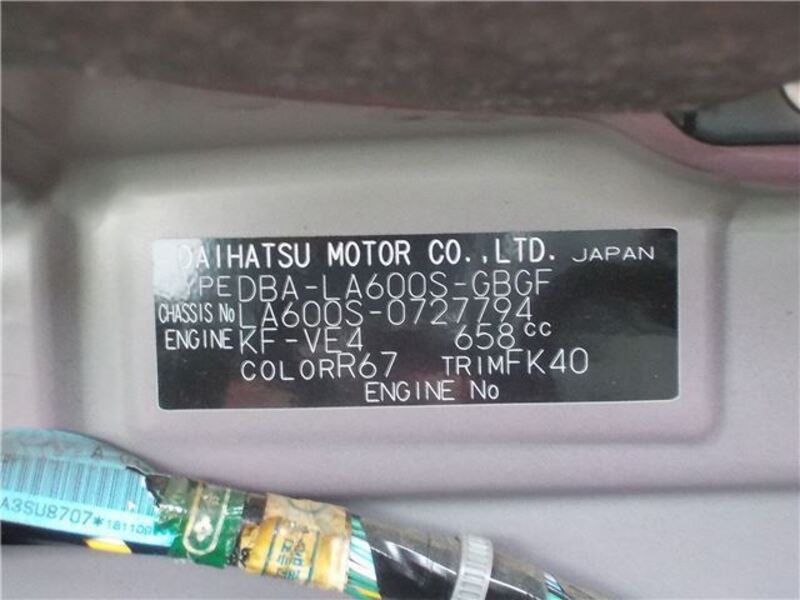 DAIHATSU MOTOR CO.,LTD. JAPAN
TYPE DBA-LA600S-GBGF
CHASSIS No LA600S-0727794
ENGINE KF-VE4 658cc
COLOR R67 TRIM FK40
ENGINE No
A3SU8707*